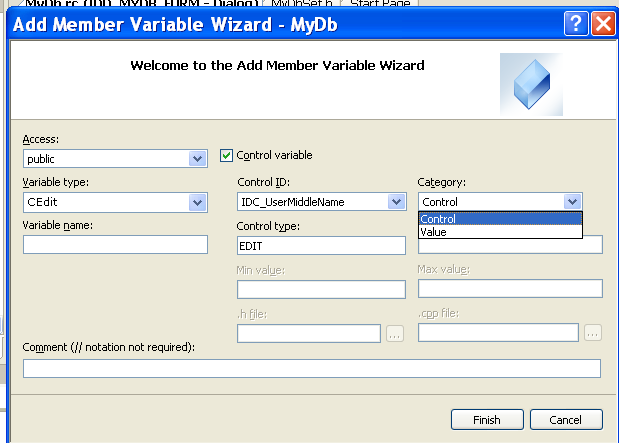 MyDb.rc (IDD_MYDB_FORM - Dialog) MyDbSet.h Start Page
Add Member Variable Wizard - MyDb
Welcome to the Add Member Variable Wizard
Access:
public
Control variable
Variable type:
CEdit
Control ID:
IDC_UserMiddleName
Category:
Control
Control
Value
Variable name:
Control type:
EDIT
Min value:
Max value:
.h file:
...
.cpp file:
...
Comment (// notation not required):
Finish
Cancel